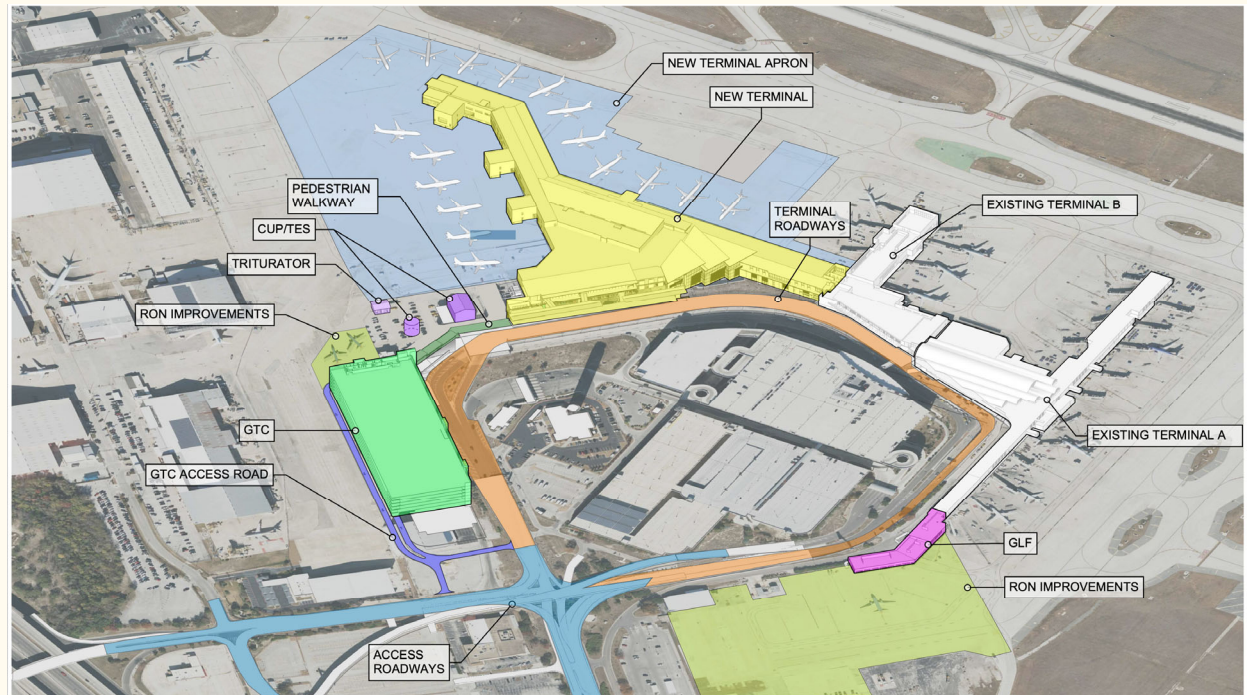 NEW TERMINAL APRON
NEW TERMINAL
PEDESTRIAN
WALKWAY
TERMINAL
ROADWAYS
EXISTING TERMINAL B
CUP/TES
TRITURATOR
RON IMPROVEMENTS
GTC
EXISTING TERMINAL A
GTC ACCESS ROAD
GLF
RON IMPROVEMENTS
ACCESS
ROADWAYS